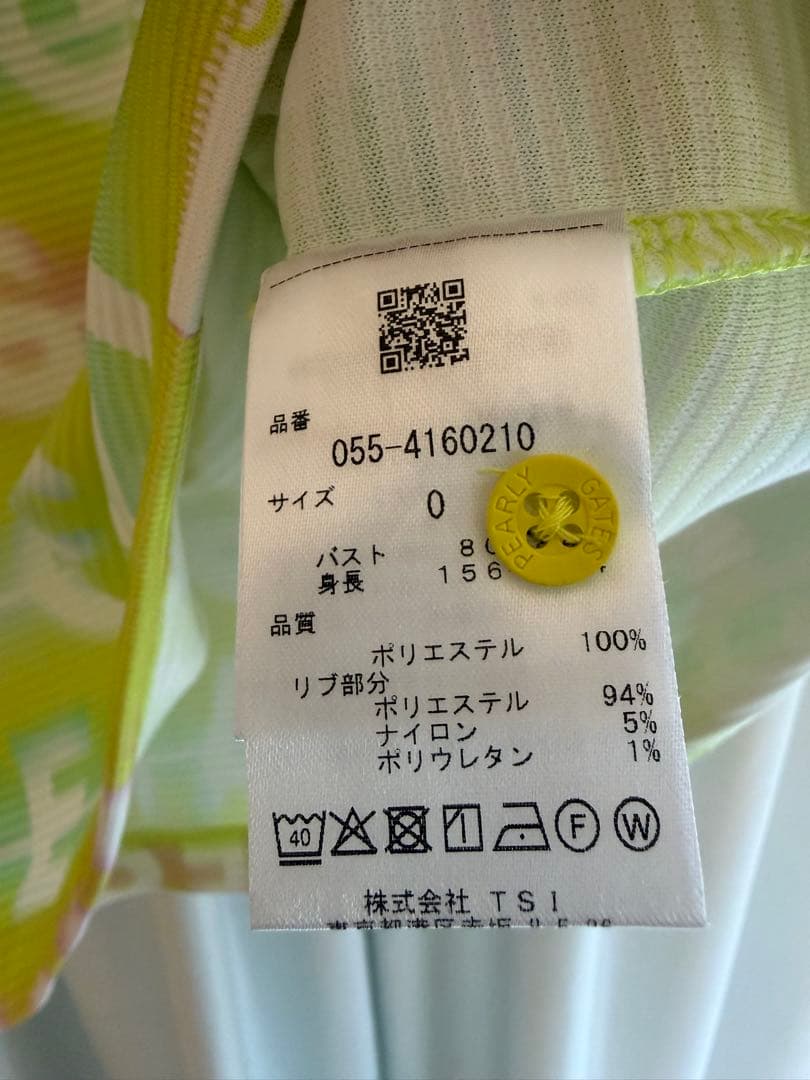 品番
055-4160210
サイズ 0
バスト 8
身長 156
品質
ポリエステル 100%
リブ部分
ポリエステル 94%
ナイロン 5%
ポリウレタン 1%
40
F W
株式会社 TSI
PEARLY GATES